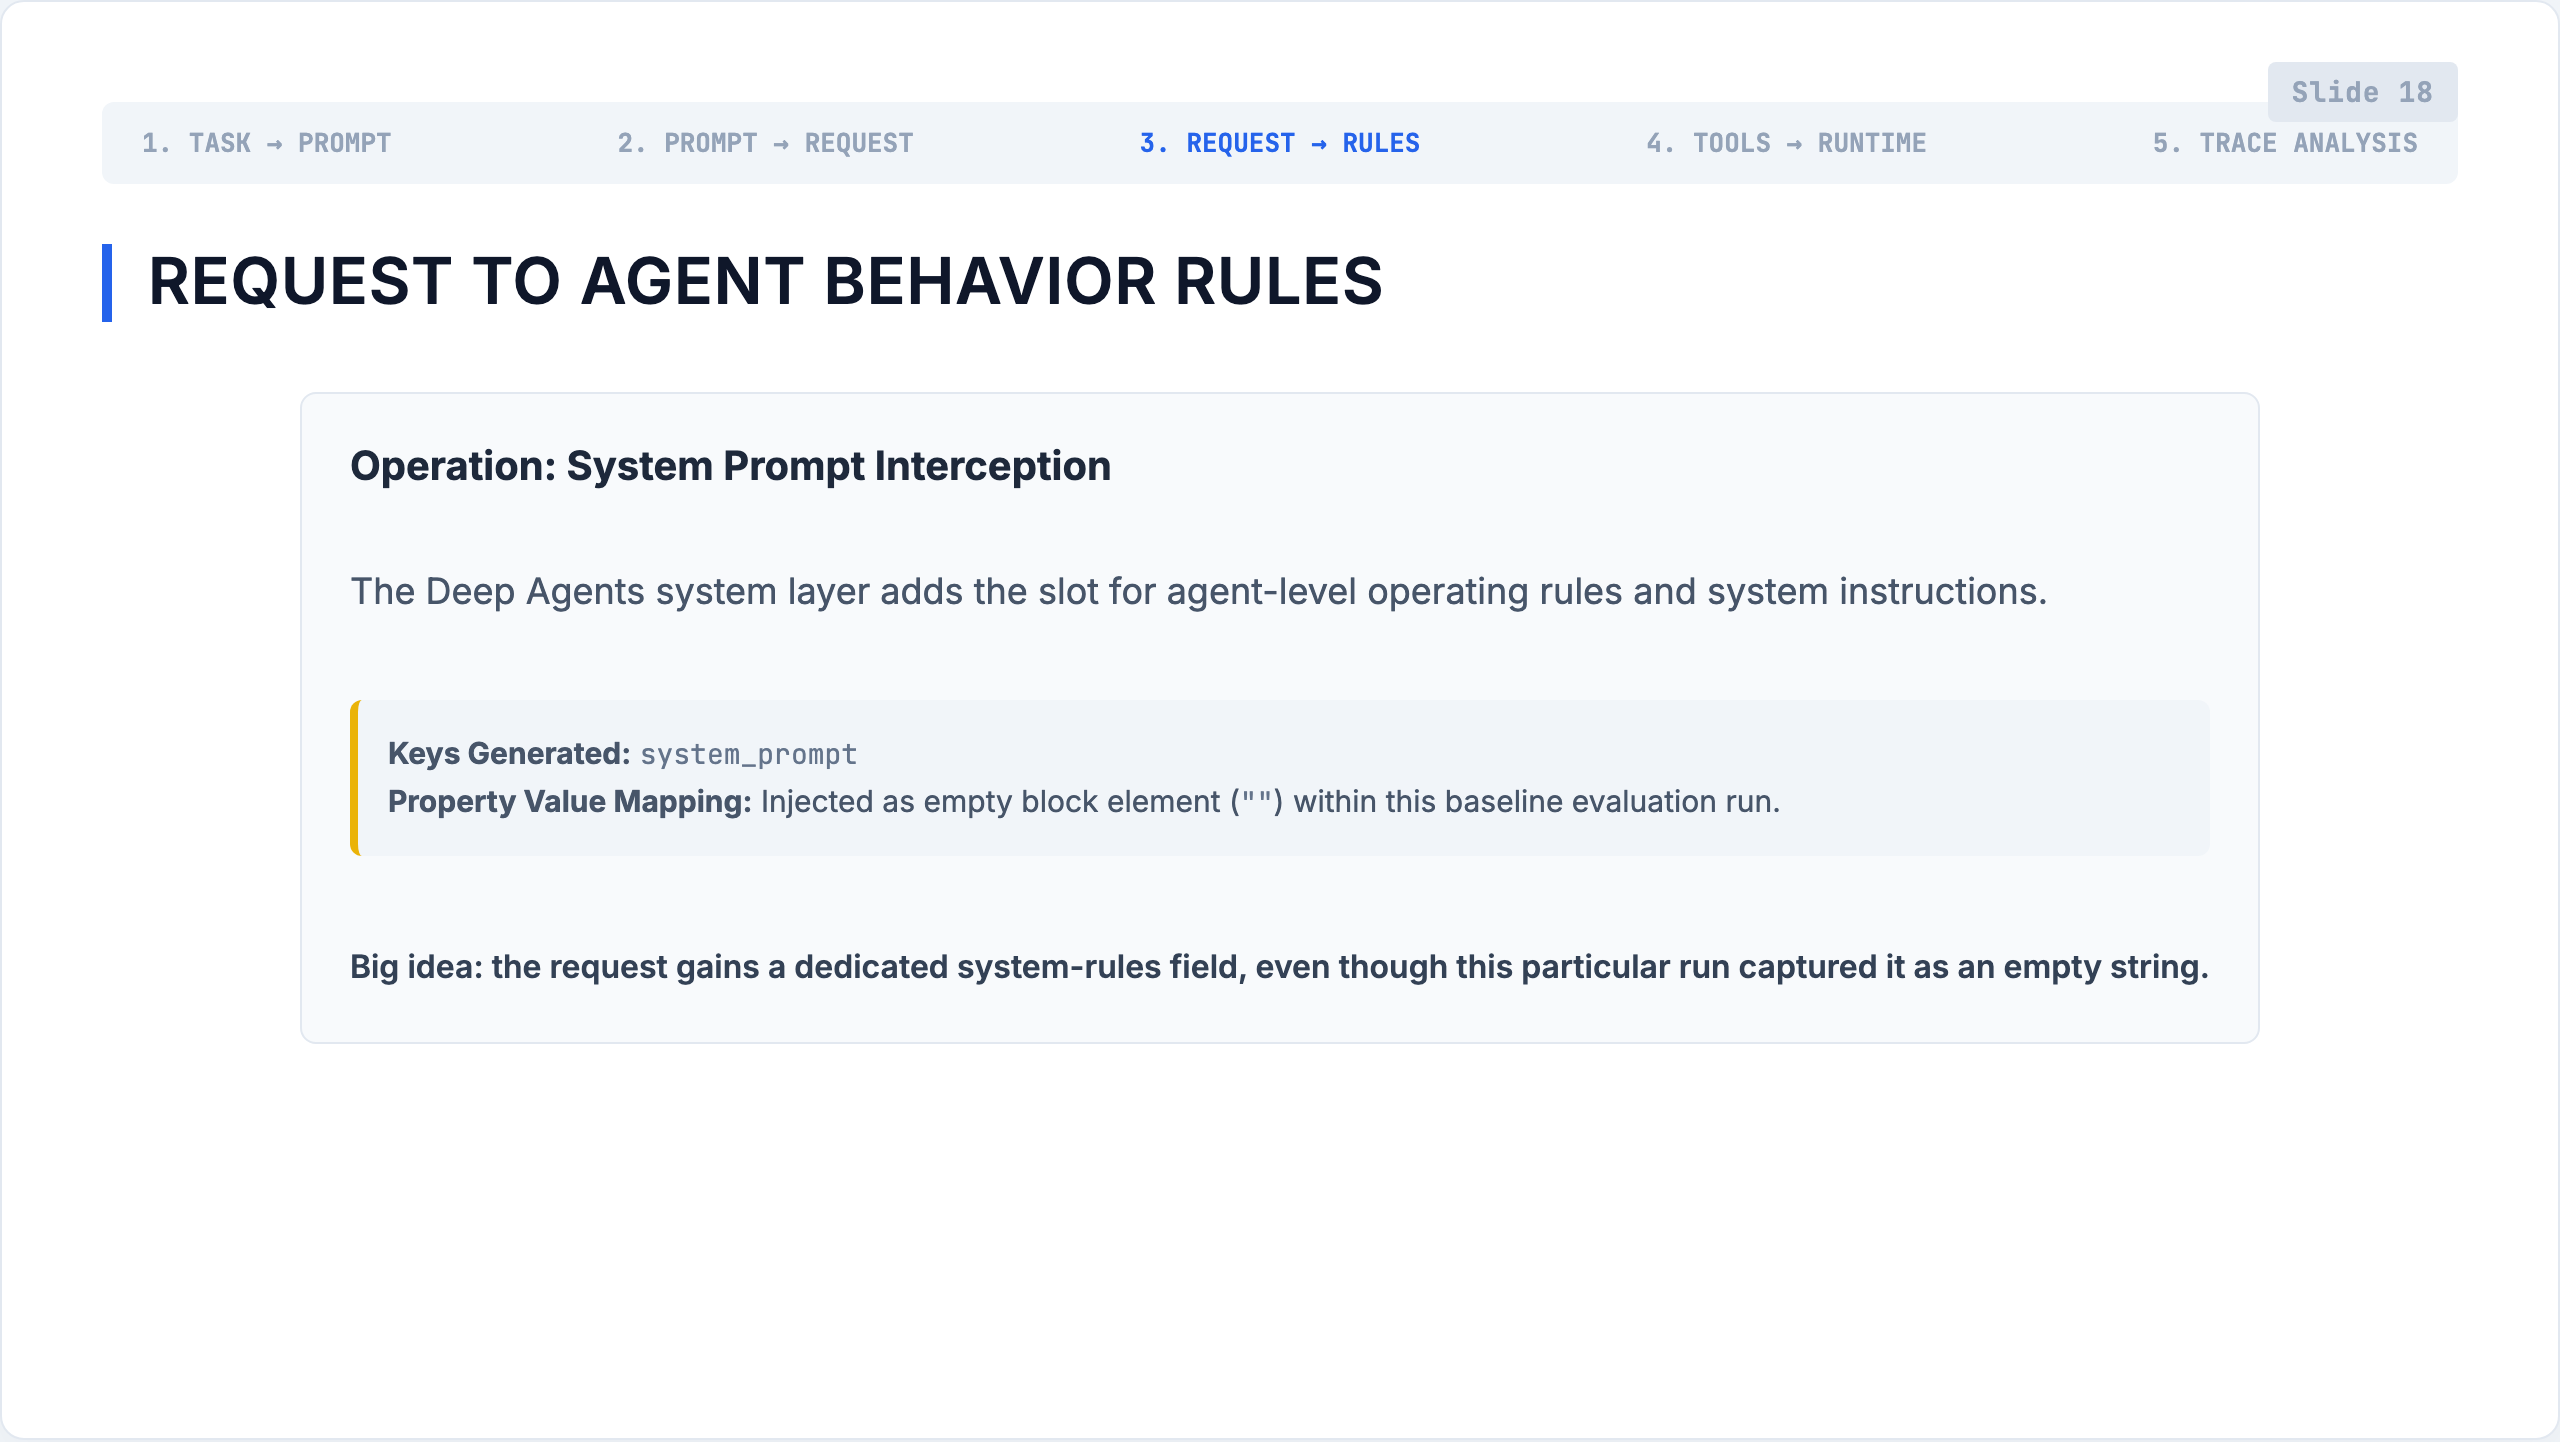 Slide 18
1. TASK → PROMPT
2. PROMPT → REQUEST
3. REQUEST → RULES
4. TOOLS → RUNTIME
5. TRACE ANALYSIS
REQUEST TO AGENT BEHAVIOR RULES
Operation: System Prompt Interception
The Deep Agents system layer adds the slot for agent-level operating rules and system instructions.
Keys Generated: system_prompt
Property Value Mapping: Injected as empty block element ("") within this baseline evaluation run.
Big idea: the request gains a dedicated system-rules field, even though this particular run captured it as an empty string.